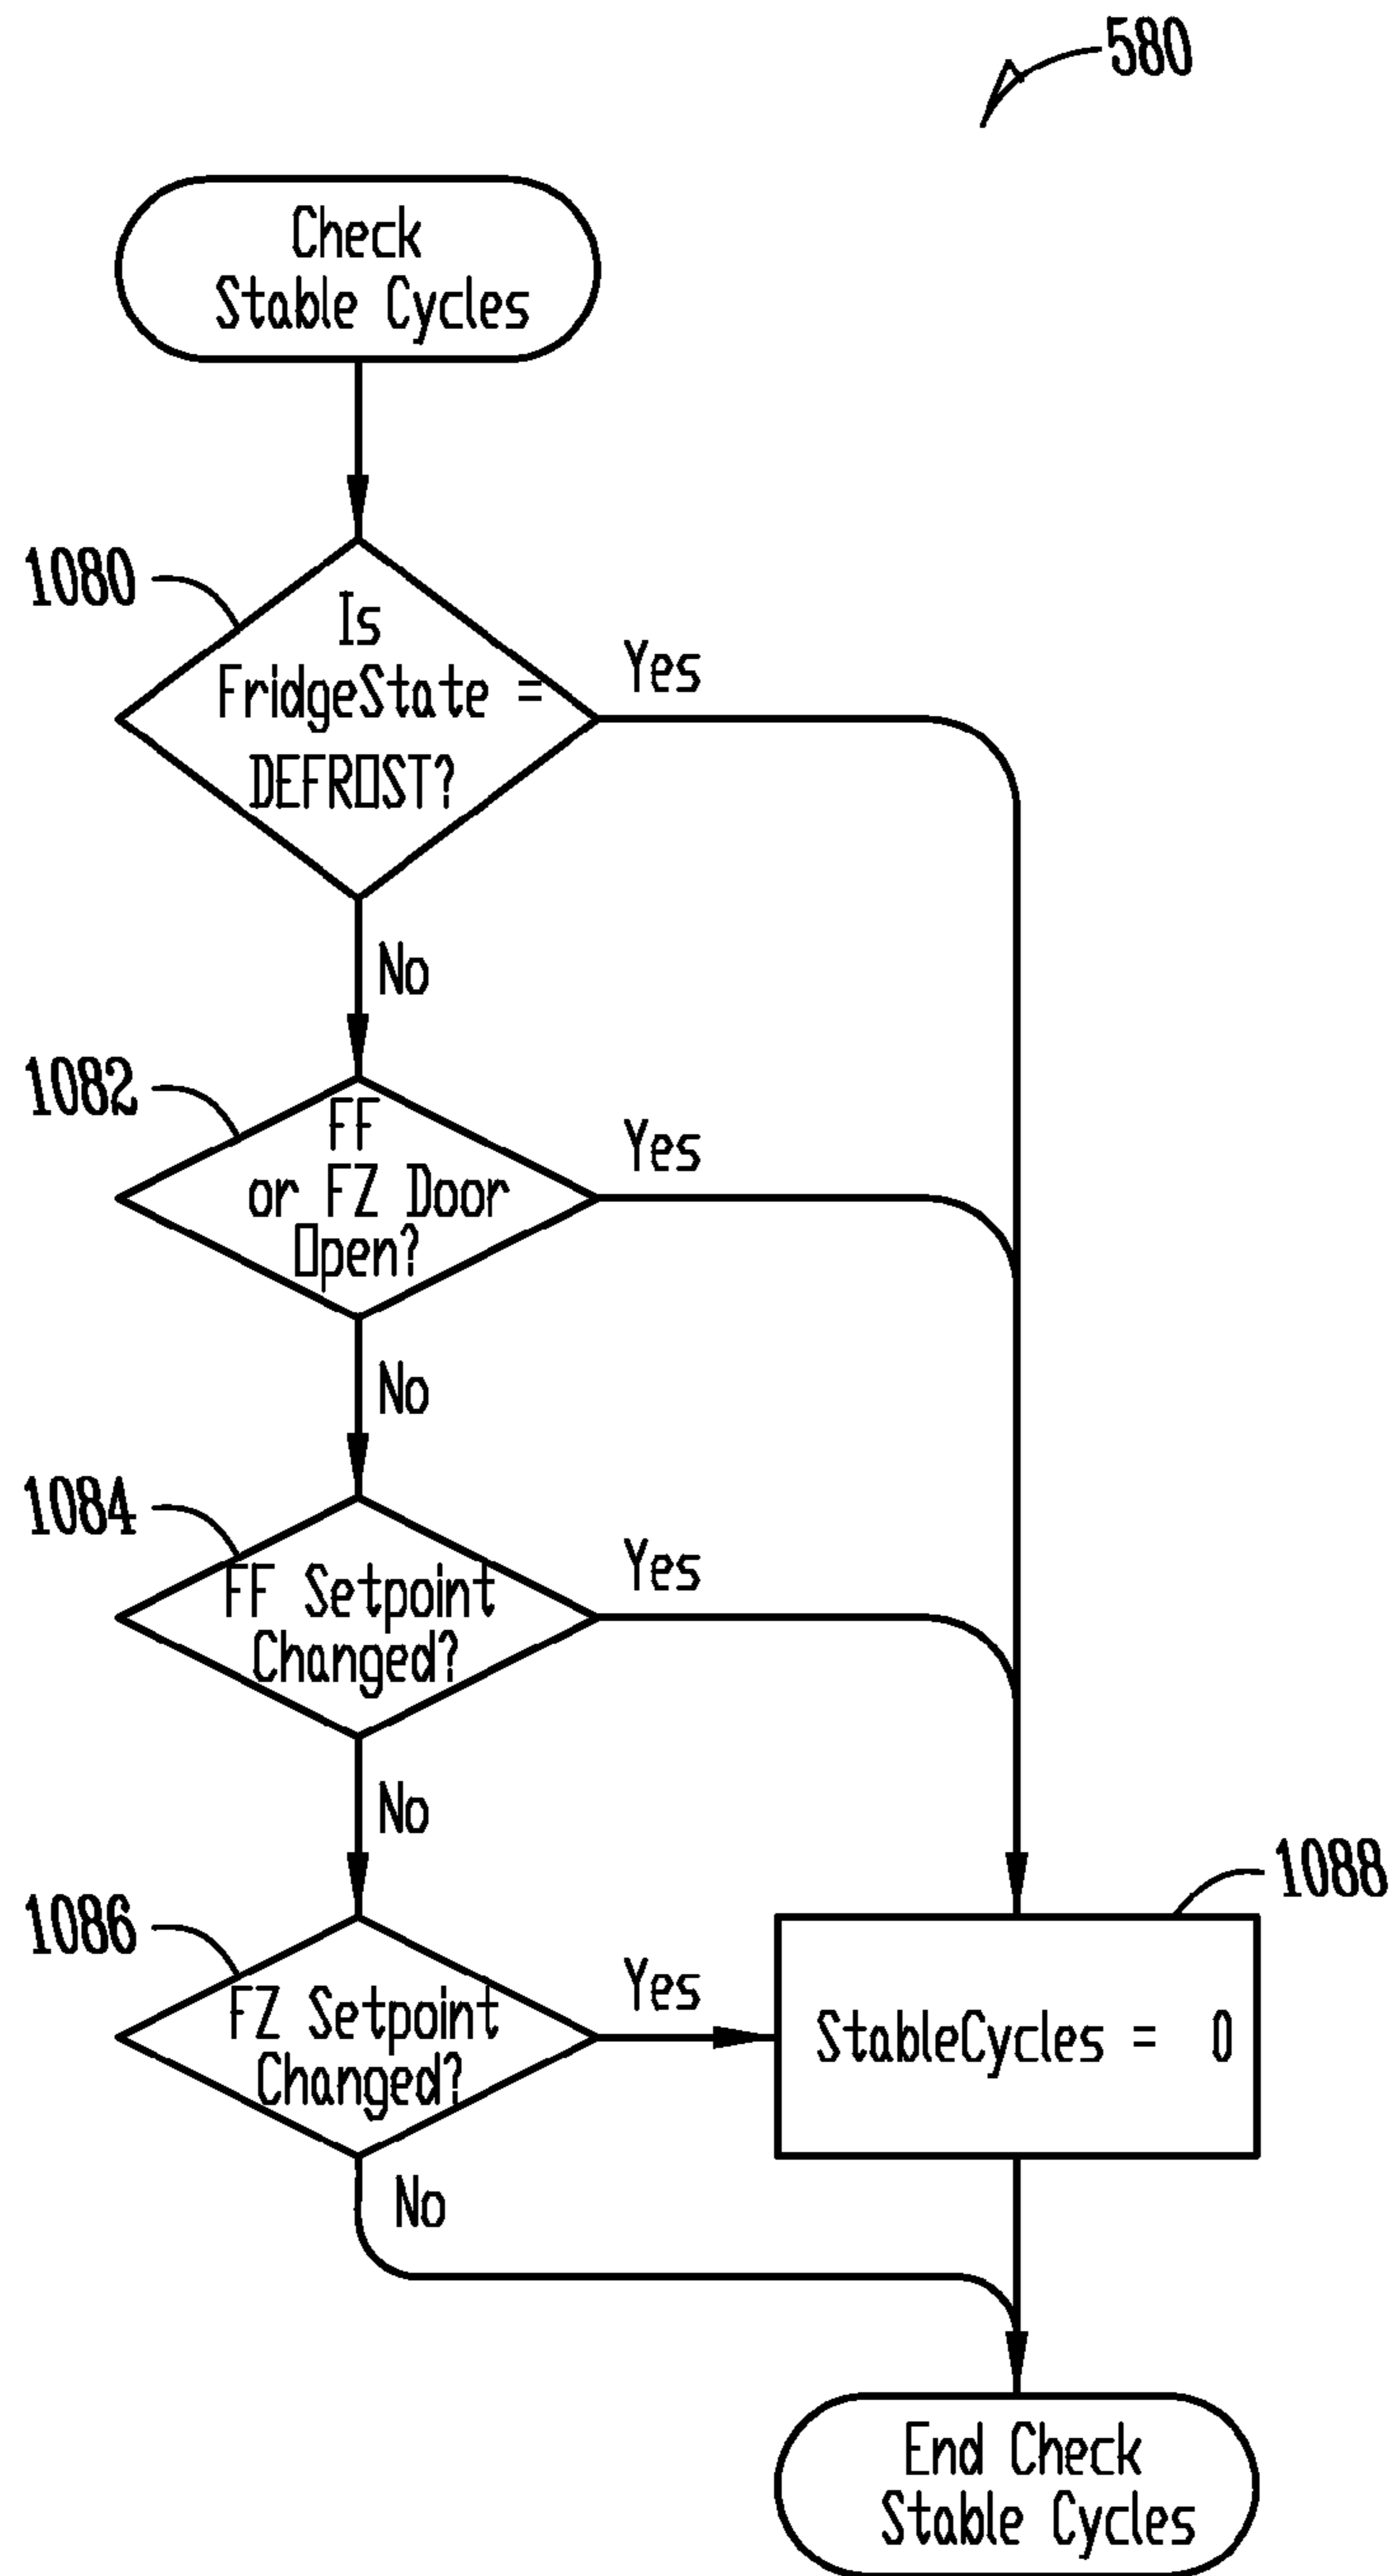 580
Check
Stable Cycles
1080
Is
FridgeState =
DEFROST?
Yes
No
1082
FF
or FZ Door
Open?
Yes
No
1084
FF Setpoint
Changed?
Yes
No
1086
FZ Setpoint
Changed?
Yes
No
1088
StableCycles = 0
End Check
Stable Cycles